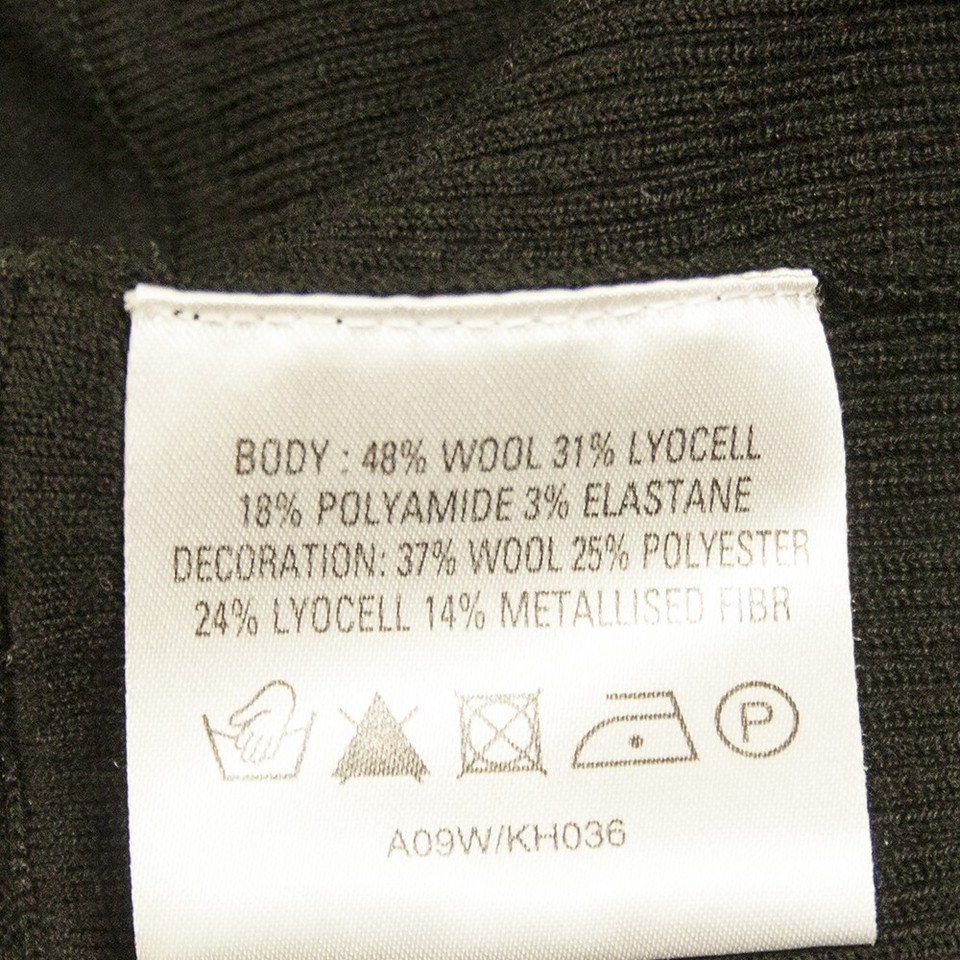 BODY : 48% WOOL 31% LYOCELL
18% POLYAMIDE 3% ELASTANE
DECORATION: 37% WOOL 25% POLYESTER
24% LYOCELL 14% METALLISED FIBR
P
A09W/KH036